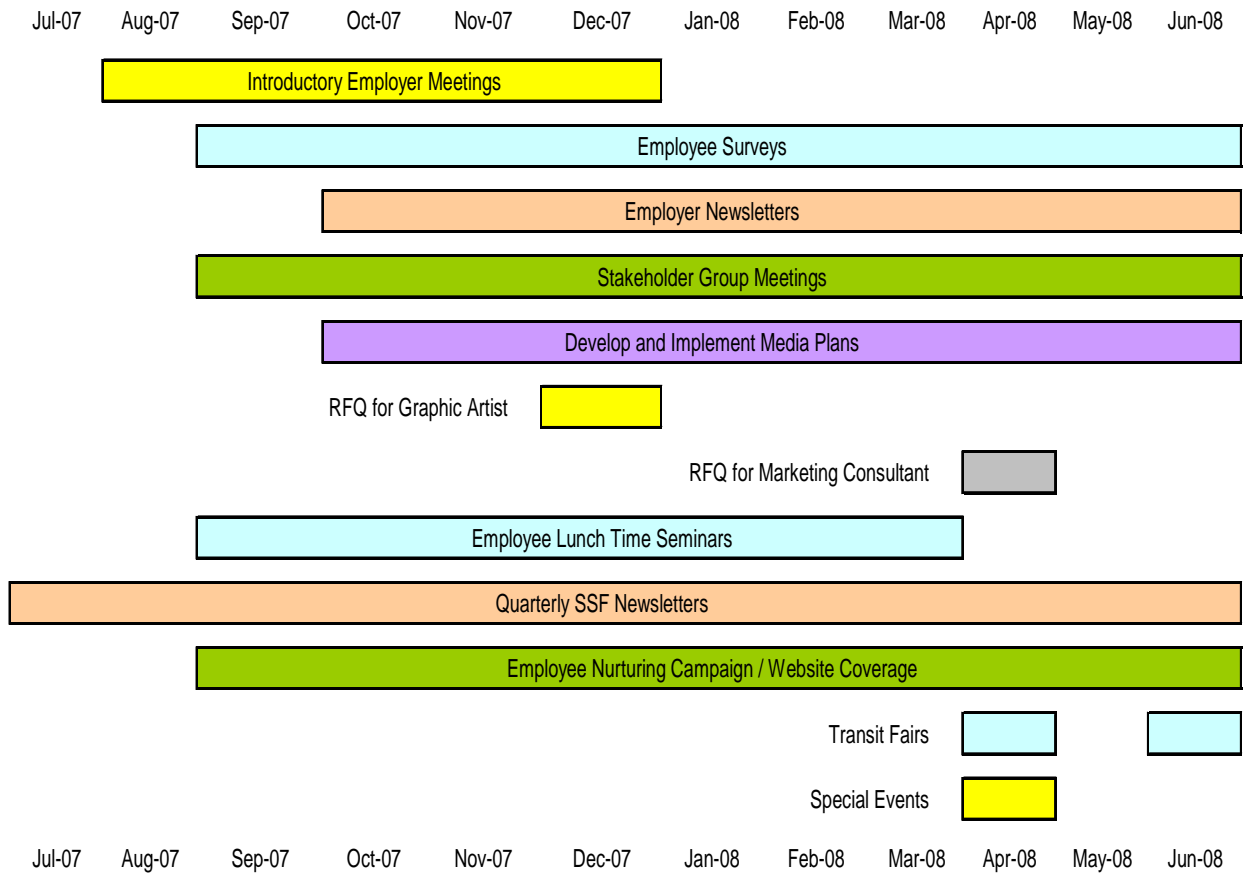 Jul-07 Aug-07 Sep-07 Oct-07 Nov-07 Dec-07 Jan-08 Feb-08 Mar-08 Apr-08 May-08 Jun-08
Introductory Employer Meetings
Employee Surveys
Employer Newsletters
Stakeholder Group Meetings
Develop and Implement Media Plans
RFQ for Graphic Artist
RFQ for Marketing Consultant
Employee Lunch Time Seminars
Quarterly SSF Newsletters
Employee Nurturing Campaign / Website Coverage
Transit Fairs
Special Events
Jul-07 Aug-07 Sep-07 Oct-07 Nov-07 Dec-07 Jan-08 Feb-08 Mar-08 Apr-08 May-08 Jun-08